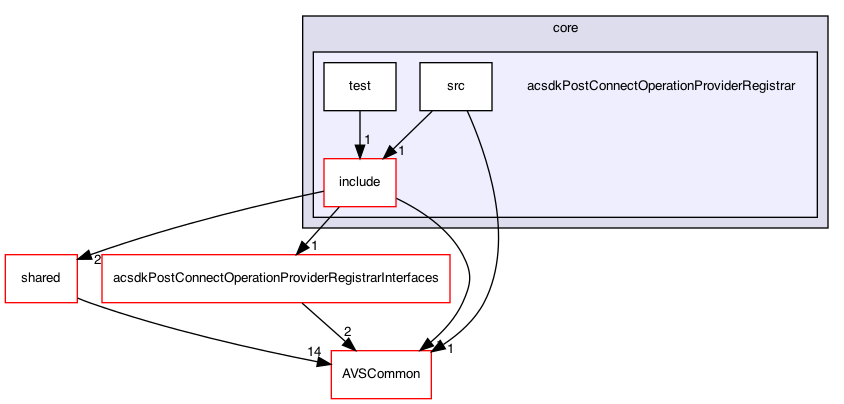 core
test
src
acsdkPostConnectOperationProviderRegistrar
1
1
include
1
2
shared
acsdkPostConnectOperationProviderRegistrarInterfaces
2
14
1
AVSCommon